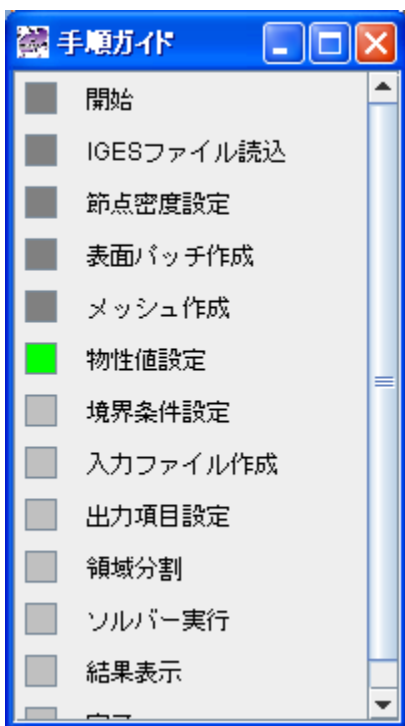 手順ガイド
開始
IGESファイル読込
節点密度設定
表面パッチ作成
メッシュ作成
物性値設定
境界条件設定
入力ファイル作成
出力項目設定
領域分割
ソルバー実行
結果表示